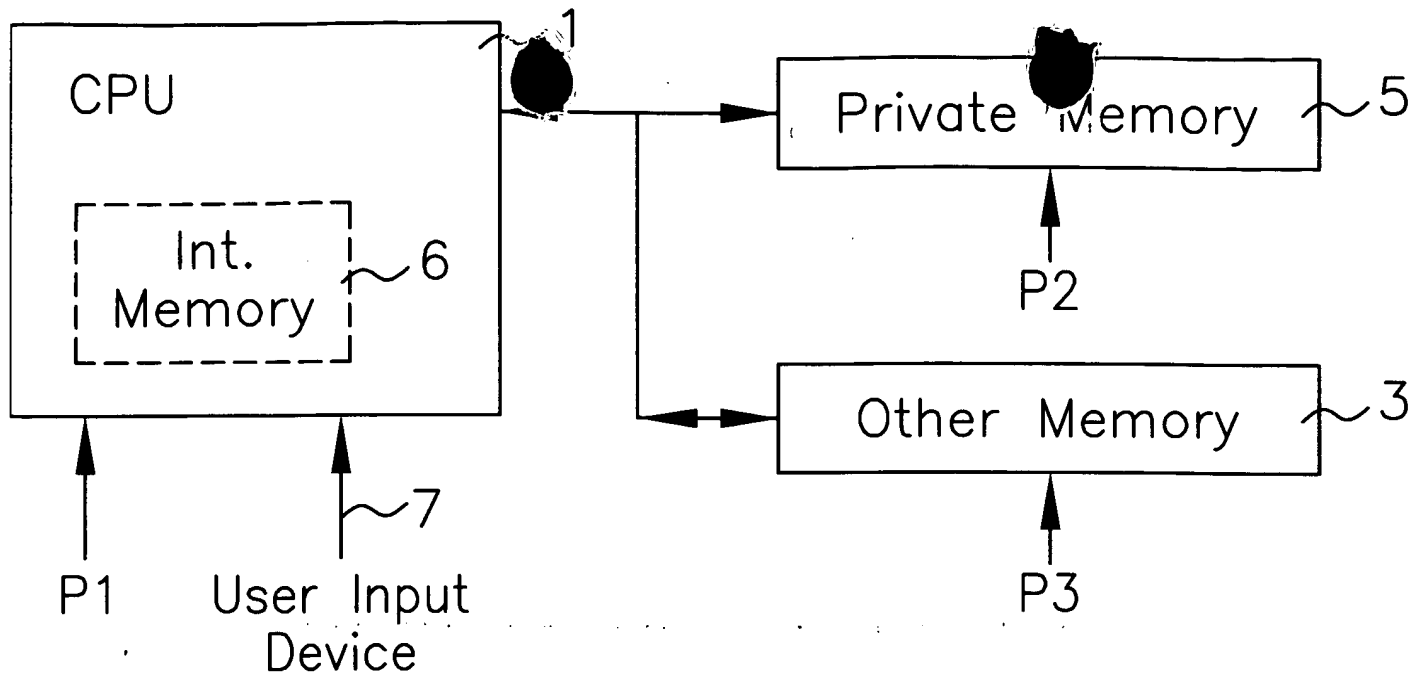 CPU
1
Int.
Memory
6
Private Memory
5
P2
Other Memory
3
P3
7
P1
User Input
Device